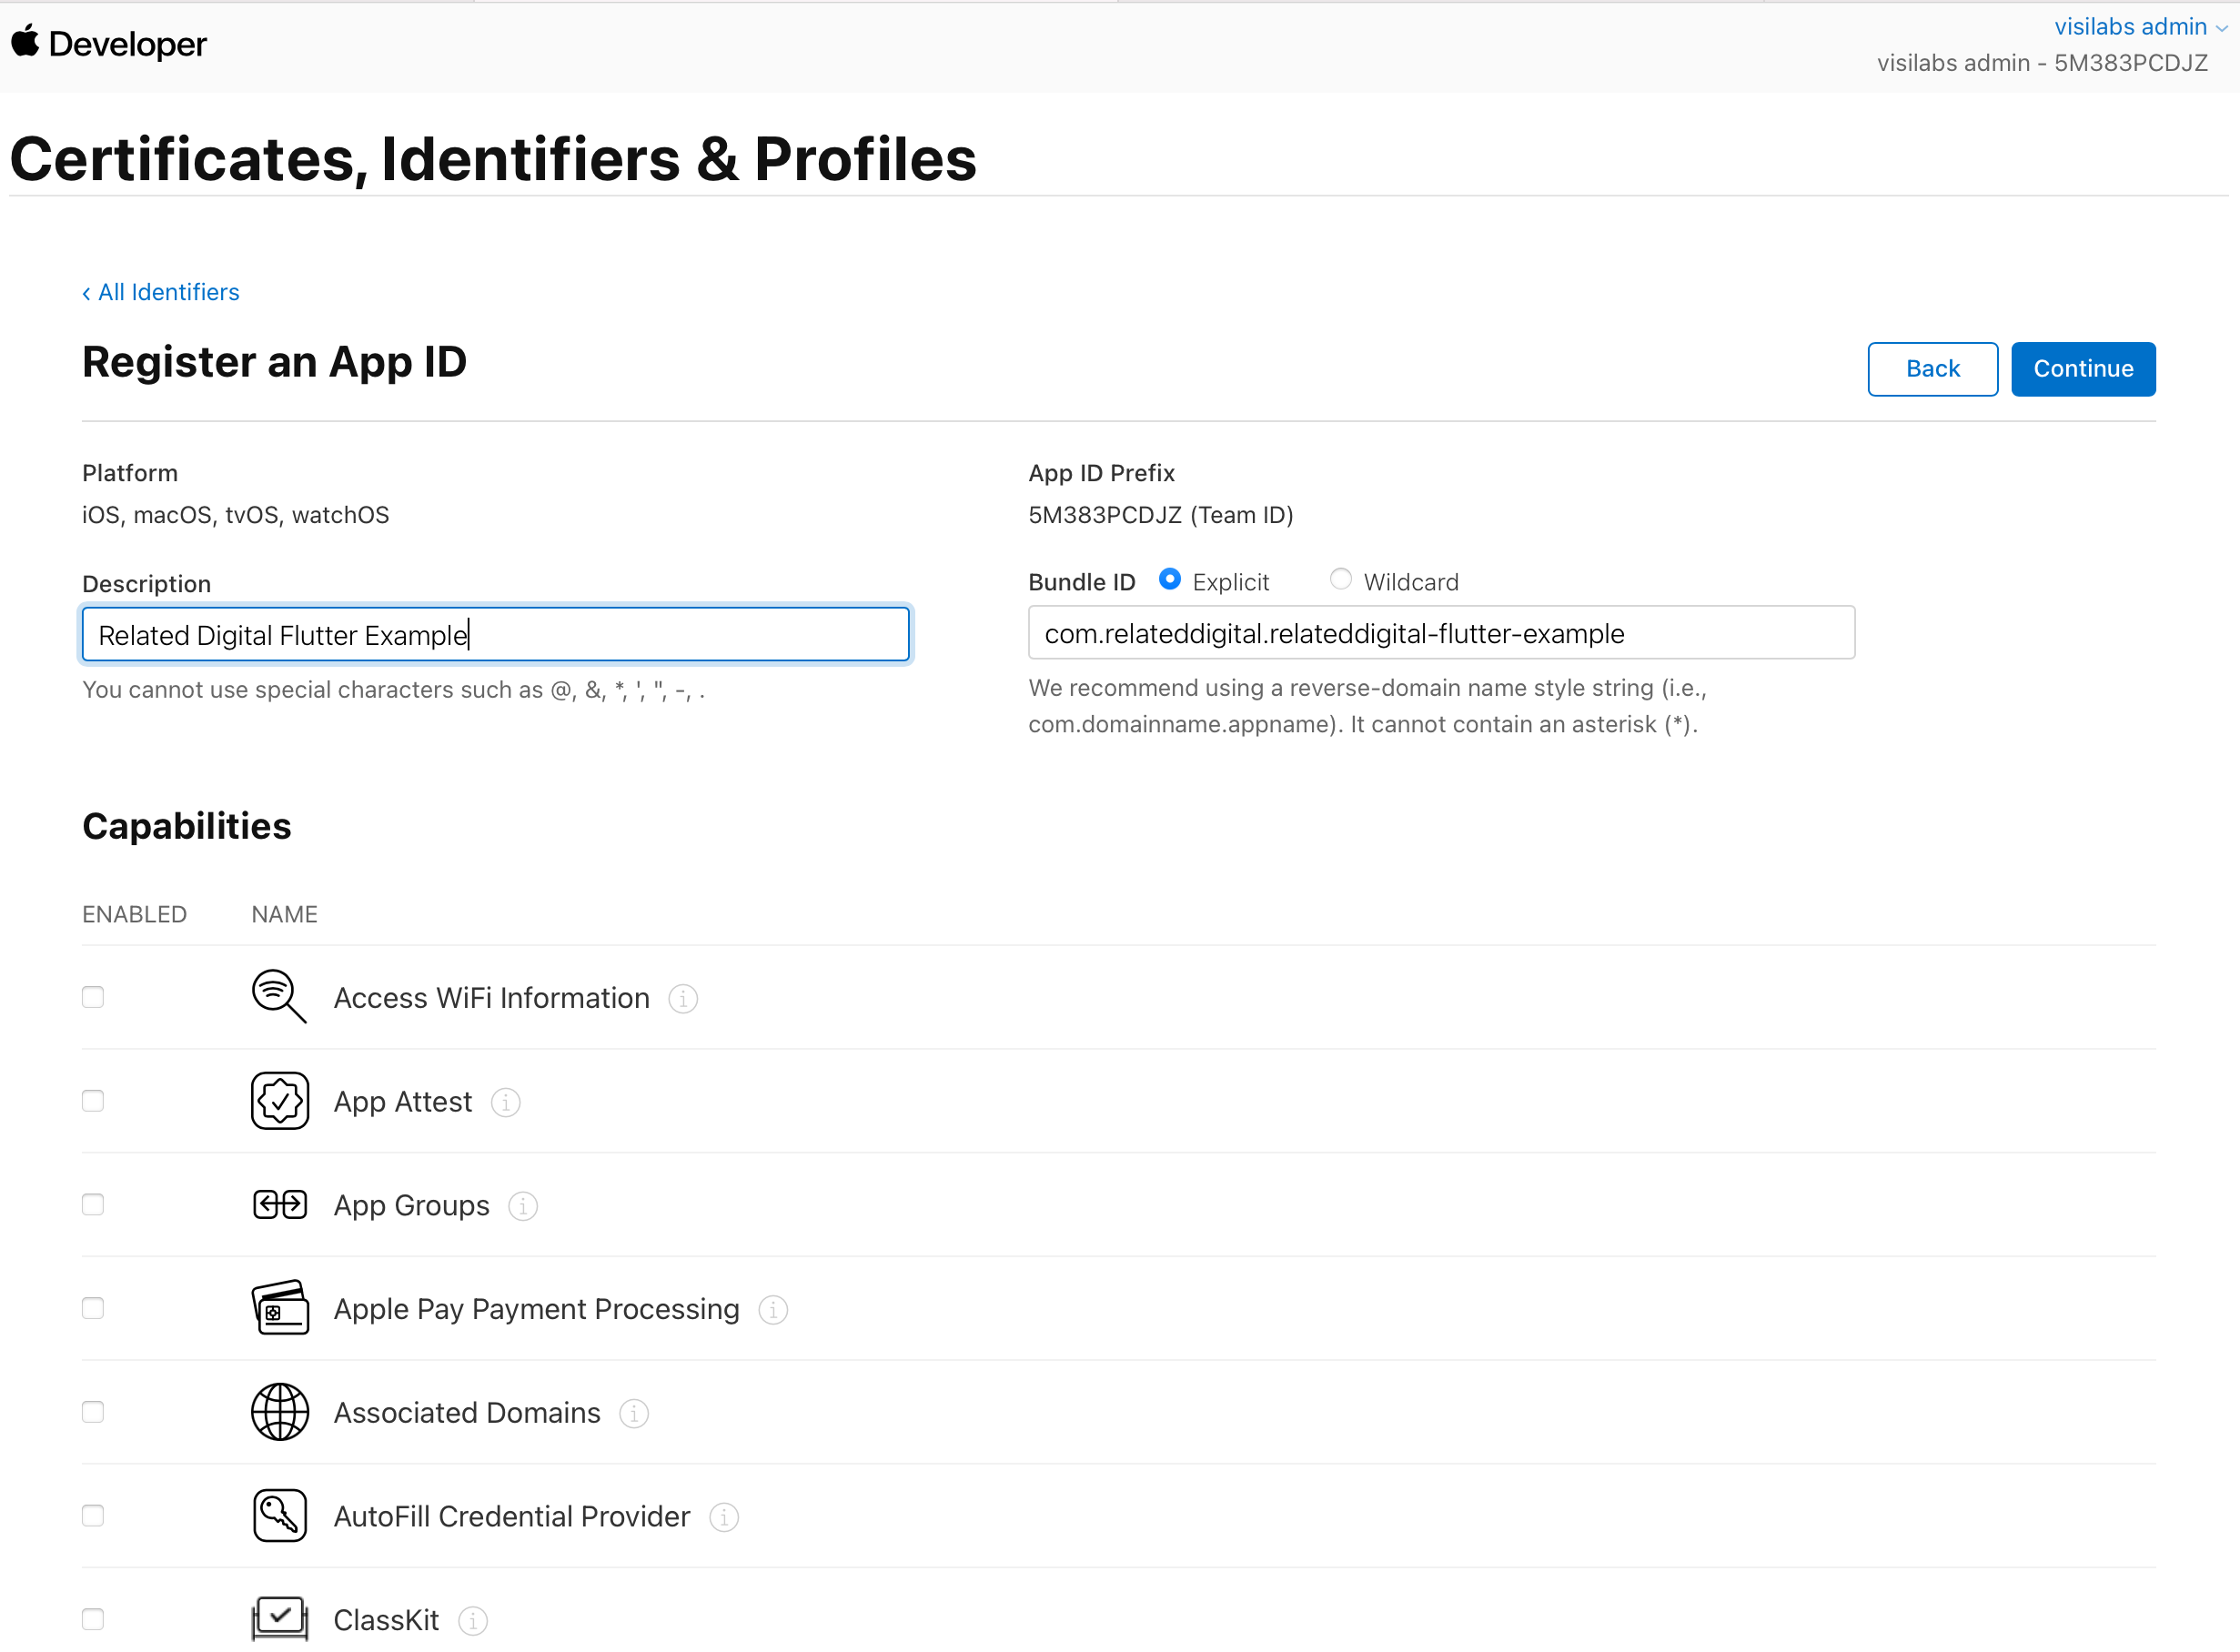 Developer
visilabs admin
visilabs admin - 5M383PCDJZ
Certificates, Identifiers & Profiles
‹ All Identifiers
Register an App ID
Back
Continue
Platform
iOS, macOS, tvOS, watchOS
App ID Prefix
5M383PCDJZ (Team ID)
Description
Related Digital Flutter Example
You cannot use special characters such as @, &, *, ', ", -, .
Bundle ID Explicit Wildcard
com.relateddigital.relateddigital-flutter-example
We recommend using a reverse-domain name style string (i.e.,
com.domainname.appname). It cannot contain an asterisk (*).
Capabilities
ENABLED NAME
Access WiFi Information
App Attest
App Groups
Apple Pay Payment Processing
Associated Domains
AutoFill Credential Provider
ClassKit